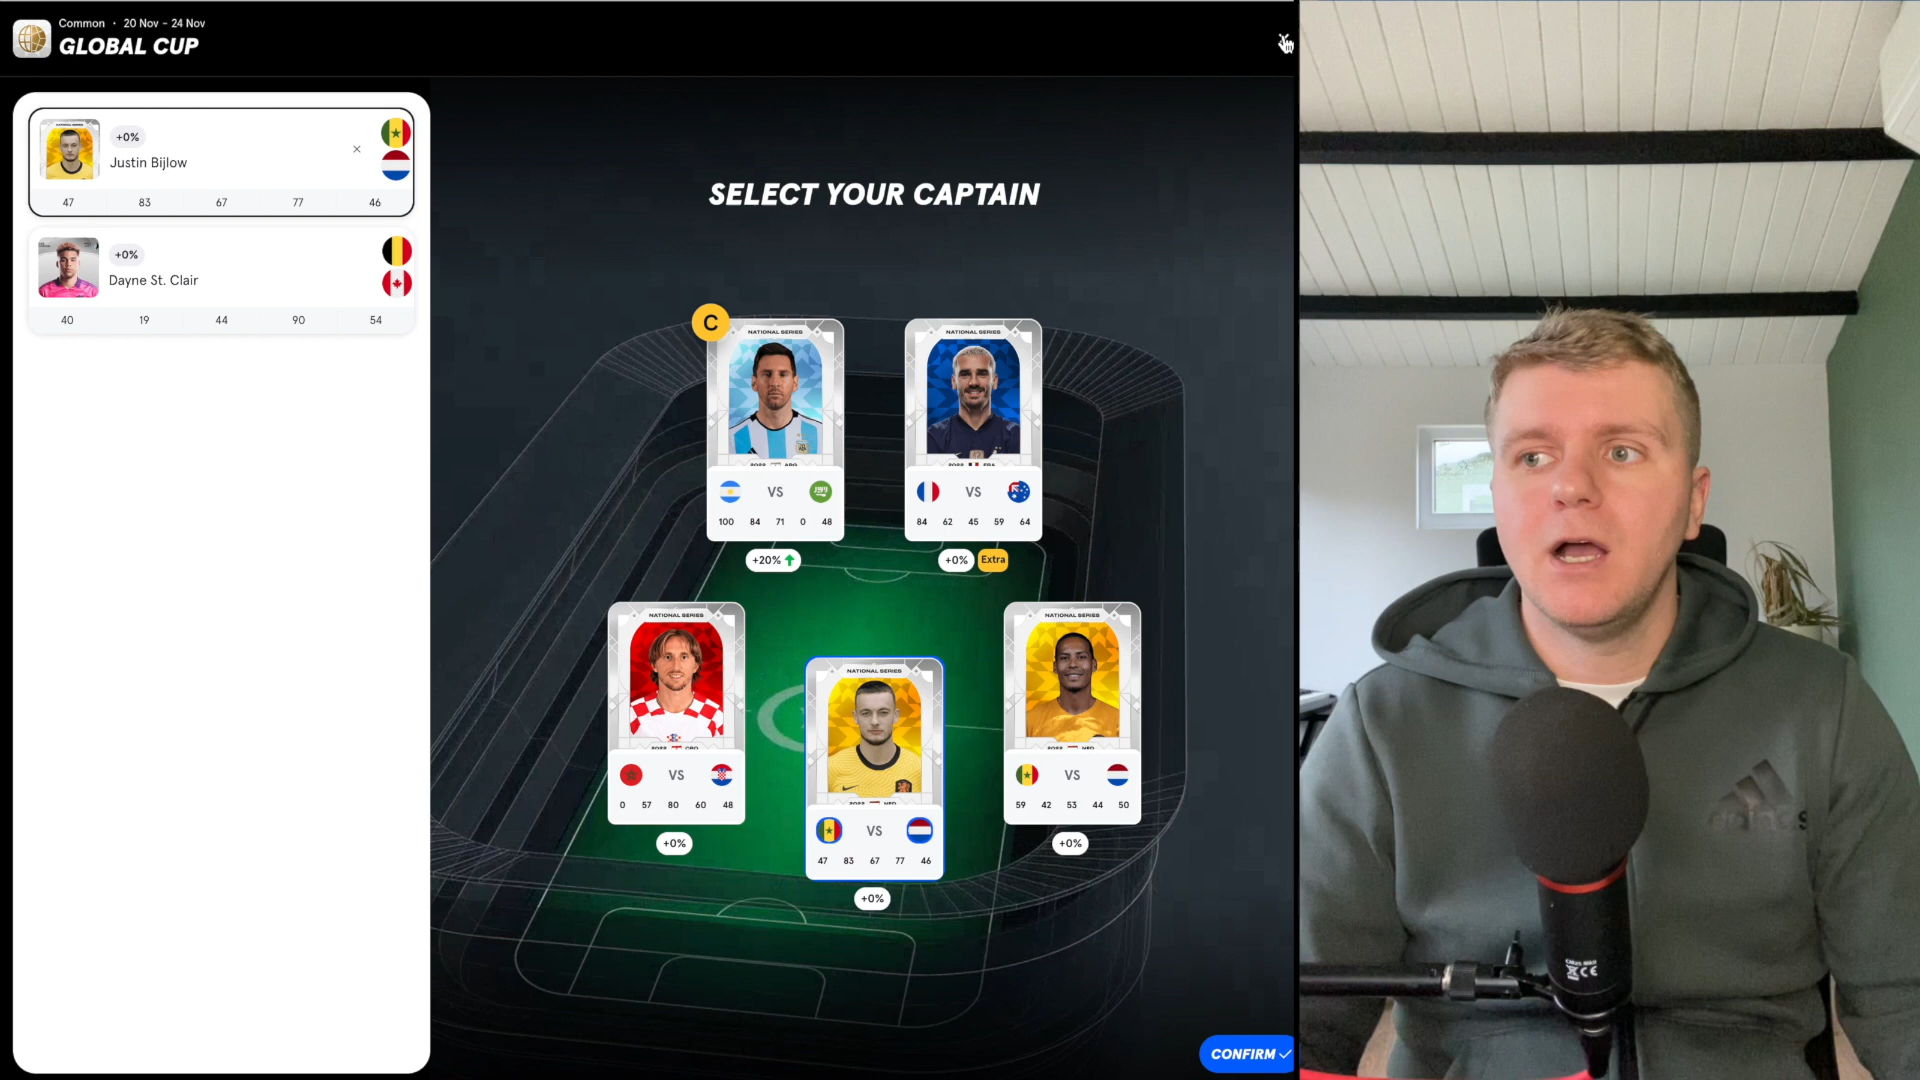 Common · 20 Nov - 24 Nov
GLOBAL CUP
+0%
Justin Bijlow
×
47 83 67 77 46
+0%
Dayne St. Clair
40 19 44 90 54
SELECT YOUR CAPTAIN
C
NATIONAL SERIES
VS
100 84 71 0 48
+20%
NATIONAL SERIES
VS
84 62 45 59 64
+0% Extra
NATIONAL SERIES
VS
0 57 80 60 48
+0%
NATIONAL SERIES
VS
47 83 67 77 46
+0%
NATIONAL SERIES
VS
59 42 53 44 50
+0%
CONFIRM
adidas